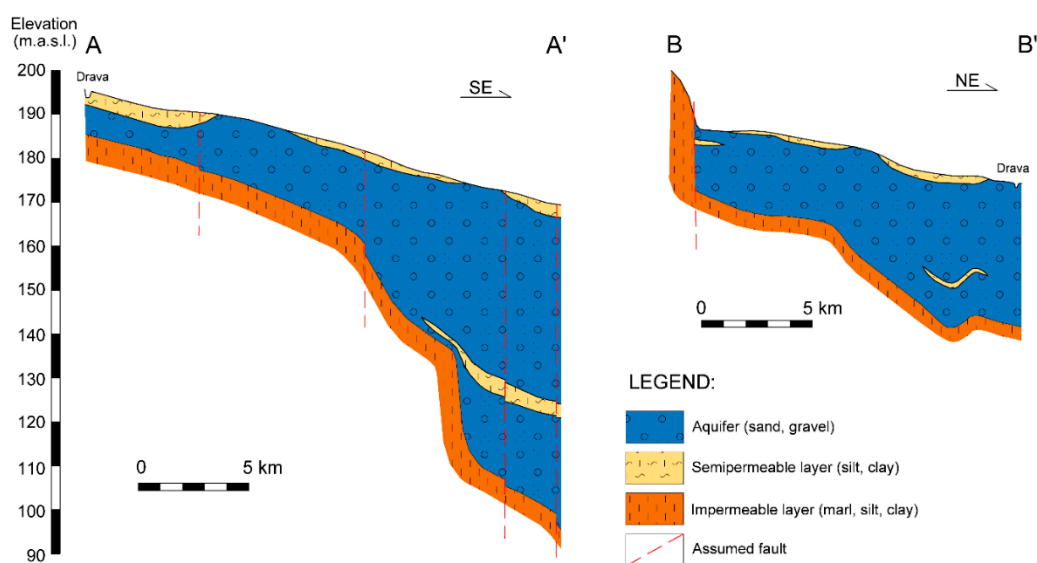 Elevation
(m.a.s.l.)
A
A'
B
B'
200
190
180
170
160
150
140
130
120
110
100
90
Drava
SE
NE
Drava
0
5 km
0
5 km
LEGEND:
Aquifer (sand, gravel)
Semipermeable layer (silt, clay)
Impermeable layer (marl, silt, clay)
Assumed fault